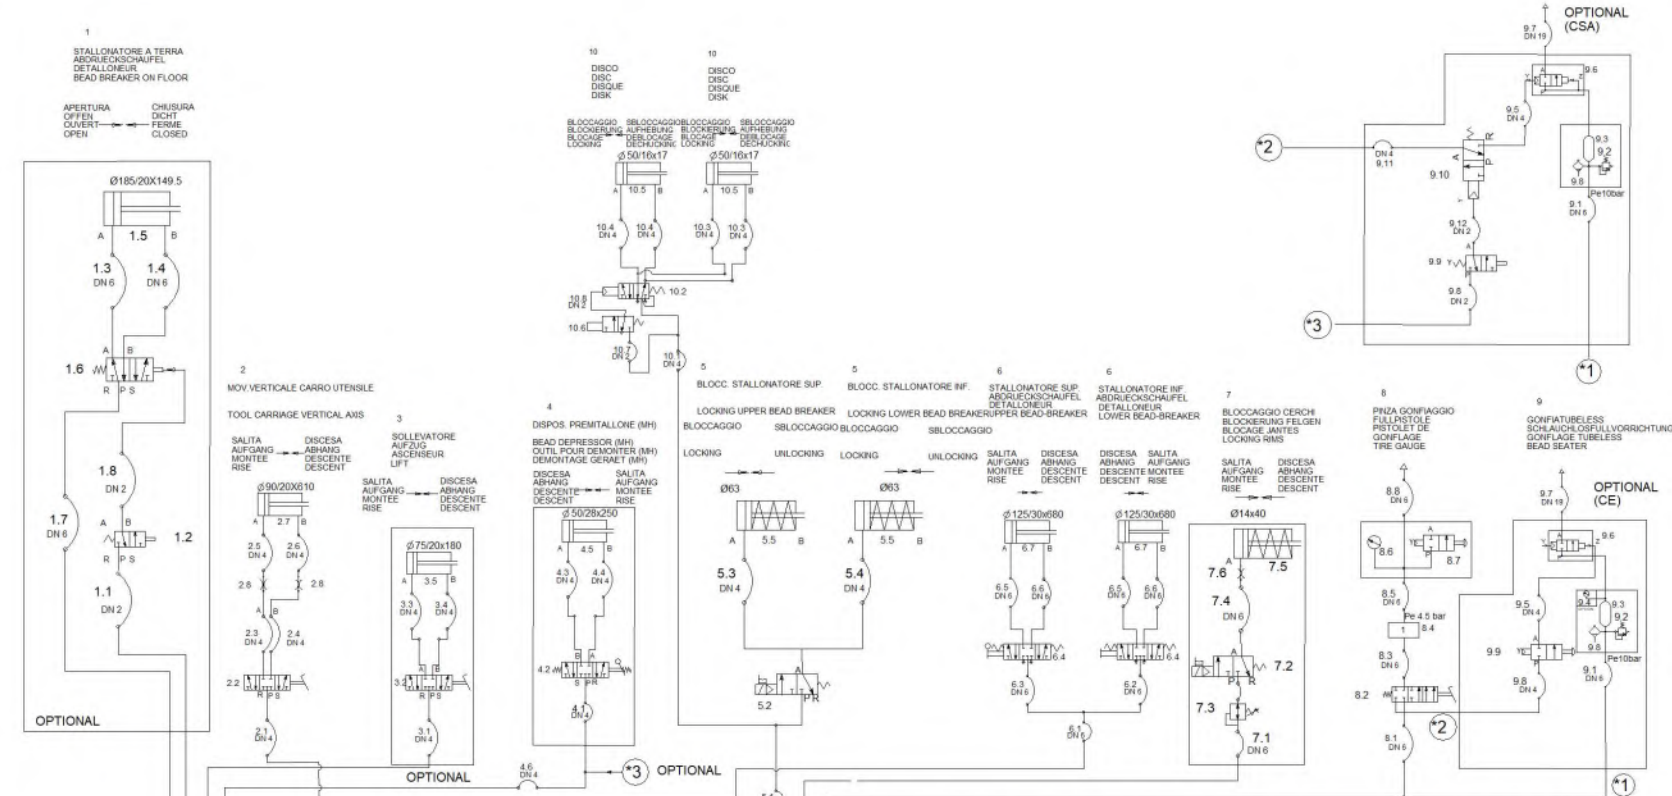 1
STALLONATORE A TERRA
ABDRUECKSCHAUFEL
DETALLONEUR
BEAD BREAKER ON FLOOR
APERTURA CHIUSURA
OFFEN DICHT
OUVERT FERME
OPEN CLOSED
Ø185/20X149.5
A 1.5 B
1.3 1.4
DN 6 DN 6
A B
1.6
R P S
1.8
DN 2
1.7
DN 6
A B
1.2
R P S
1.1
DN 2
OPTIONAL
2
MOV.VERTICALE CARRO UTENSILE
TOOL CARRIAGE VERTICAL AXIS
SALITA DISCESA
AUFGANG ABHANG
MONTEE DESCENTE
RISE DESCENT
Ø90/20X610
A 2.7 B
2.5 2.6
DN 4 DN 4
2.8 2.8
A B
2.3 2.4
DN 4 DN 4
2.2
R P S
2.1
DN 4
3
SOLLEVATORE
AUFZUG
ASCENSEUR
LIFT
SALITA DISCESA
AUFGANG ABHANG
MONTEE DESCENTE
RISE DESCENT
Ø75/20x180
A 3.5 B
3.3 3.4
DN 4 DN 4
A B
3.2
R P S
3.1
DN 4
OPTIONAL
4
DISPOS. PREMITALLONE (MH)
BEAD DEPRESSOR (MH)
OUTIL POUR DEMONTER (MH)
DEMONTAGE GERAET (MH)
DISCESA SALITA
ABHANG AUFGANG
DESCENTE MONTEE
DESCENT RISE
Ø50/28x250
A 4.5 B
4.3 4.4
DN 4 DN 4
B A
4.2
S P R
4.1
DN 4
4.6
DN 4
*3 OPTIONAL
10 10
DISCO DISCO
DISC DISC
DISQUE DISQUE
DISK DISK
BLOCCAGGIO SBLOCCAGGIO BLOCCAGGIO SBLOCCAGGIO
BLOCKIERUNG AUFHEBUNG BLOCKIERUNG AUFHEBUNG
BLOCAGE DEBLOCAGE BLOCAGE DEBLOCAGE
LOCKING DECHUCKING LOCKING DECHUCKING
Ø50/16x17 Ø50/16x17
A 10.5 B A 10.5 B
10.4 10.4 10.3 10.3
DN 4 DN 4 DN 4 DN 4
10.2
10.8
DN 2
10.6
10.7
DN 2
10.1
DN 4
5
BLOCC. STALLONATORE SUP.
LOCKING UPPER BEAD BREAKER
BLOCCAGGIO SBLOCCAGGIO
LOCKING UNLOCKING
Ø63
A 5.5 B
5.3
DN 4
5
BLOCC. STALLONATORE INF.
LOCKING LOWER BEAD BREAKER
BLOCCAGGIO SBLOCCAGGIO
LOCKING UNLOCKING
Ø63
A 5.5 B
5.4
DN 4
A
5.2
P R
6
STALLONATORE SUP.
ABDRUECKSCHAUFEL
DETALLONEUR
UPPER BEAD-BREAKER
SALITA DISCESA
AUFGANG ABHANG
MONTEE DESCENTE
RISE DESCENT
Ø125/30x680
A 6.7 B
6.5 6.6
DN 6 DN 6
6.4
6.3
DN 6
6
STALLONATORE INF.
ABDRUECKSCHAUFEL
DETALLONEUR
LOWER BEAD-BREAKER
DISCESA SALITA
ABHANG AUFGANG
DESCENTE MONTEE
DESCENT RISE
Ø125/30x680
A 6.7 B
6.5 6.6
DN 6 DN 6
6.4
6.2
DN 6
6.1
DN 6
7
BLOCCAGGIO CERCHI
BLOCKIERUNG FELGEN
BLOCAGE JANTES
LOCKING RIMS
SALITA DISCESA
AUFGANG ABHANG
MONTEE DESCENTE
RISE DESCENT
Ø14x40
A
7.6 7.5
7.4
DN 6
A
7.2
P R
7.3
7.1
DN 6
OPTIONAL
(CSA)
9.7
DN 19
A
Y Z
9.6
9.5
DN 4
*2
DN 4
9,11
R
A P
9.10
Y
9.3
9.2
9.8
Pe10bar
9.1
DN 6
9.12
DN 2
A
9.9 Y
9.8
DN 2
*3
*1
8
PINZA GONFIAGGIO
FULLPISTOLE
PISTOLET DE
GONFLAGE
TIRE GAUGE
8.8
DN 6
8.6
A
Y
P
8.7
8.5
DN 6
Pe 4.5 bar
1 8.4
8.3
DN 6
8.2
8.1
DN 6
*2
9
GONFIATUBELESS
SCHLAUCHLOSFULLVORRICHTUNG
GONFLAGE TUBELESS
BEAD SEATER
OPTIONAL
(CE)
9.7
DN 19
A
Y Z
9.6
9.5
DN 4
9.4
9.3
9.2
9.8
Pe10bar
A
9.9 Y
P
9.8
DN 4
9.1
DN 6
*1